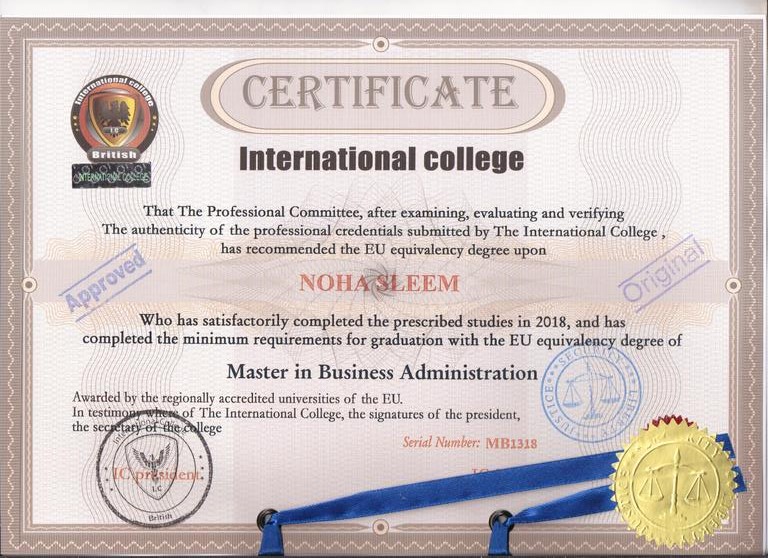 International college
I.C
British
INTERNATIONAL COLLEGE
CERTIFICATE
International college
That The Professional Committee, after examining, evaluating and verifying
The authenticity of the professional credentials submitted by The International College ,
has recommended the EU equivalency degree upon
Approved
Original
NOHA SLEEM
Who has satisfactorily completed the prescribed studies in 2018, and has
completed the minimum requirements for graduation with the EU equivalency degree of
Master in Business Administration
Awarded by the regionally accredited universities of the EU.
In testimony where of The International College, the signatures of the president,
the secretary of the college
SECURITY
JUSTICE
LIBERTY
Serial Number: MB1318
International College
IC president
I.C
British